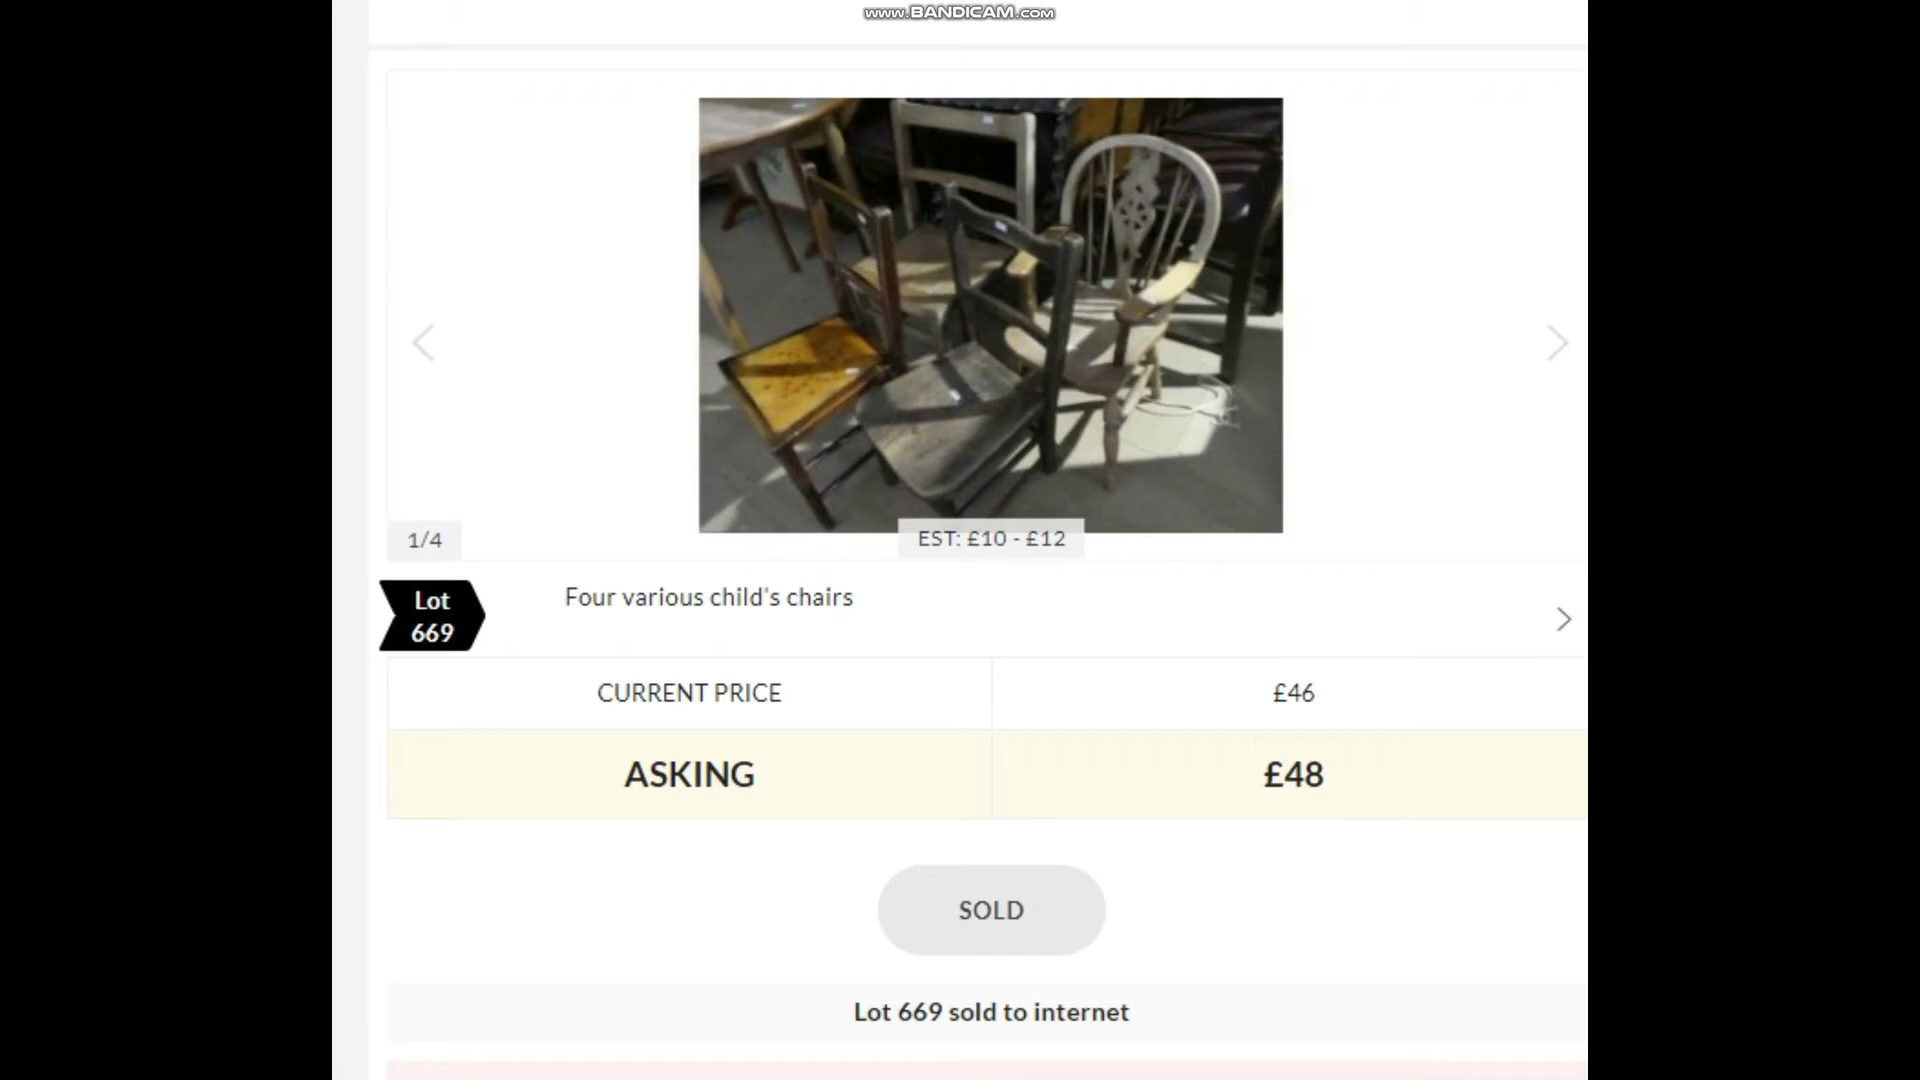 www.BANDICAM.com
1/4
EST: £10 - £12
Lot
669
Four various child's chairs
CURRENT PRICE
£46
ASKING
£48
SOLD
Lot 669 sold to internet